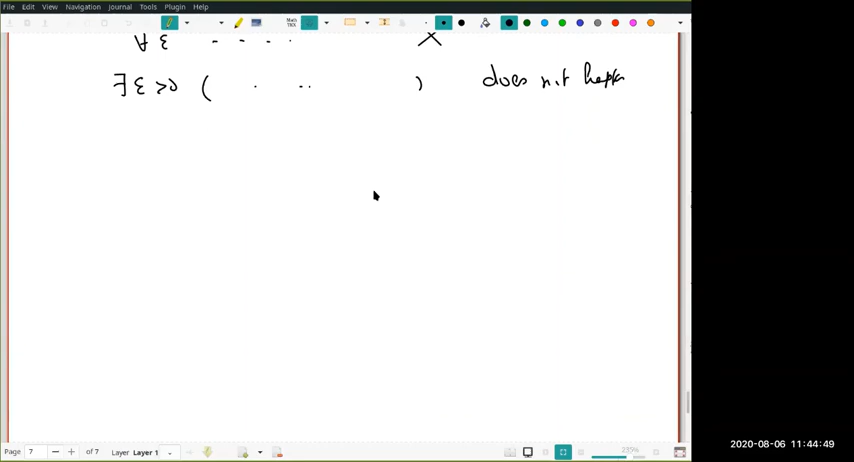 File Edit View Navigation Journal Tools Plugin Help
∀ ε - - - - .
∃ ε > 0 ( . .. ) does not happen
Page 7 of 7 Layer Layer 1 235%
2020-08-06 11:44:49